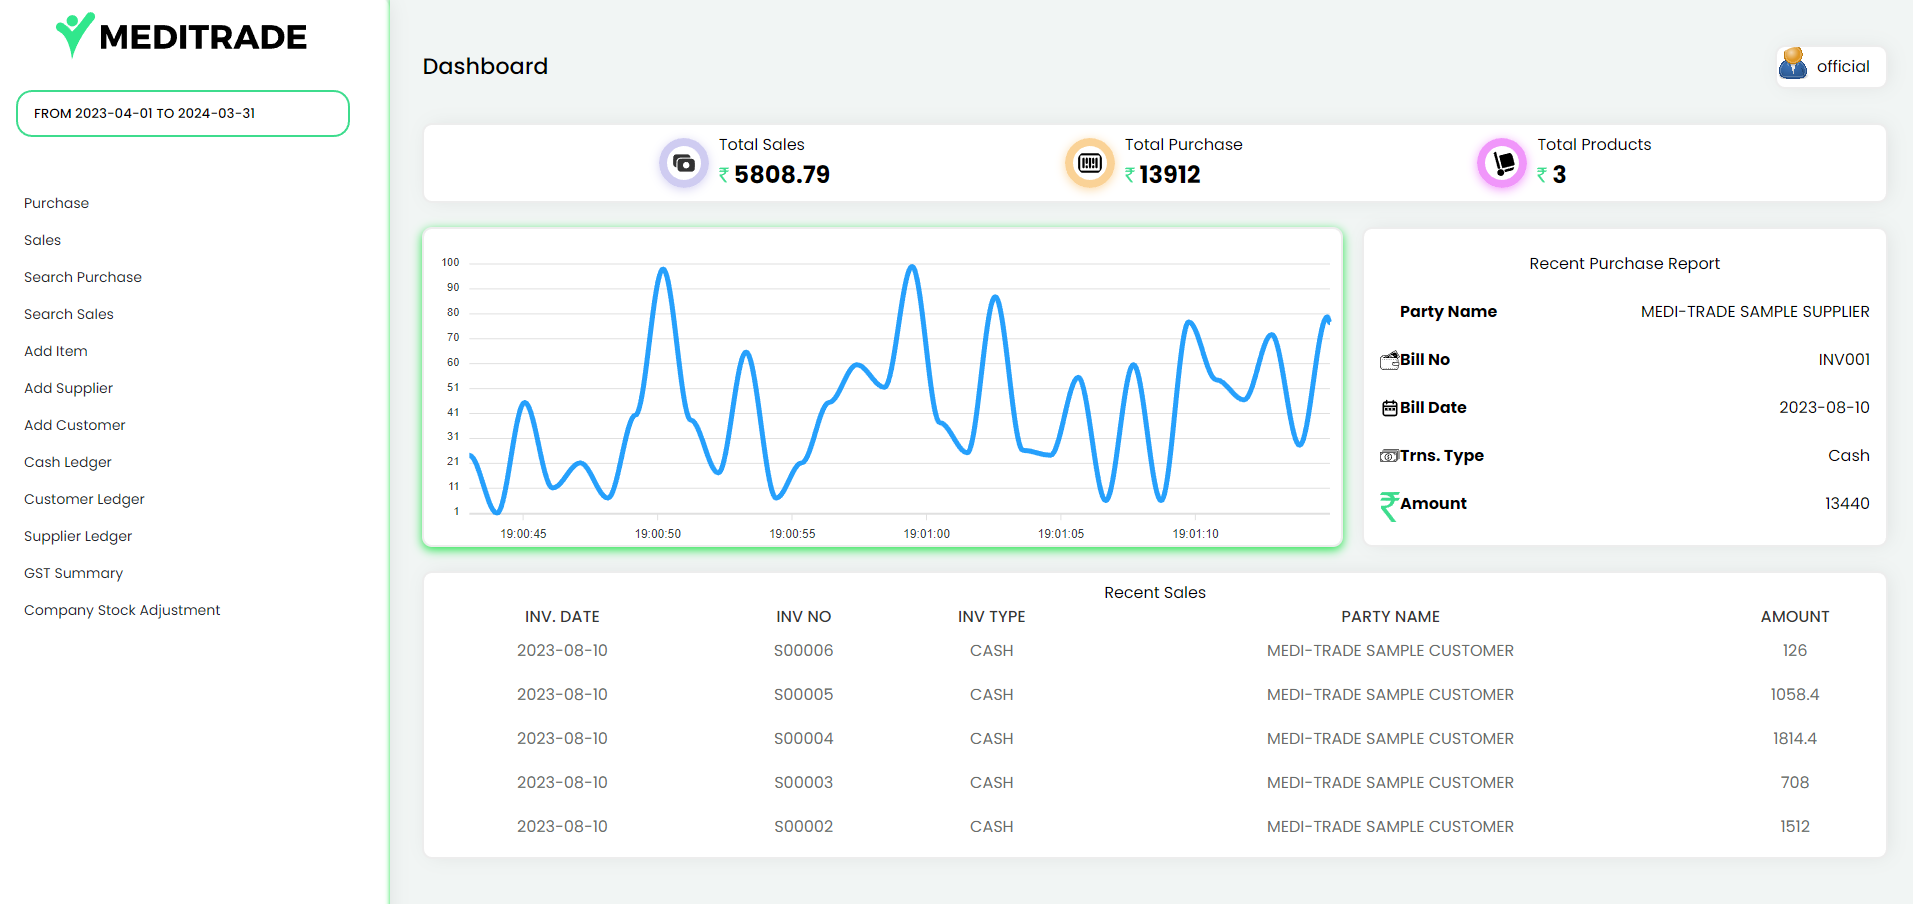 MEDITRADE
FROM 2023-04-01 TO 2024-03-31
Purchase
Sales
Search Purchase
Search Sales
Add Item
Add Supplier
Add Customer
Cash Ledger
Customer Ledger
Supplier Ledger
GST Summary
Company Stock Adjustment
Dashboard
official
Total Sales
₹ 5808.79
Total Purchase
₹ 13912
Total Products
₹ 3
100
90
80
70
60
51
41
31
21
11
1
19:00:45 19:00:50 19:00:55 19:01:00 19:01:05 19:01:10
Recent Purchase Report
Party Name MEDI-TRADE SAMPLE SUPPLIER
Bill No INV001
Bill Date 2023-08-10
Trns. Type Cash
₹ Amount 13440
Recent Sales
INV. DATE INV NO INV TYPE PARTY NAME AMOUNT
2023-08-10 S00006 CASH MEDI-TRADE SAMPLE CUSTOMER 126
2023-08-10 S00005 CASH MEDI-TRADE SAMPLE CUSTOMER 1058.4
2023-08-10 S00004 CASH MEDI-TRADE SAMPLE CUSTOMER 1814.4
2023-08-10 S00003 CASH MEDI-TRADE SAMPLE CUSTOMER 708
2023-08-10 S00002 CASH MEDI-TRADE SAMPLE CUSTOMER 1512